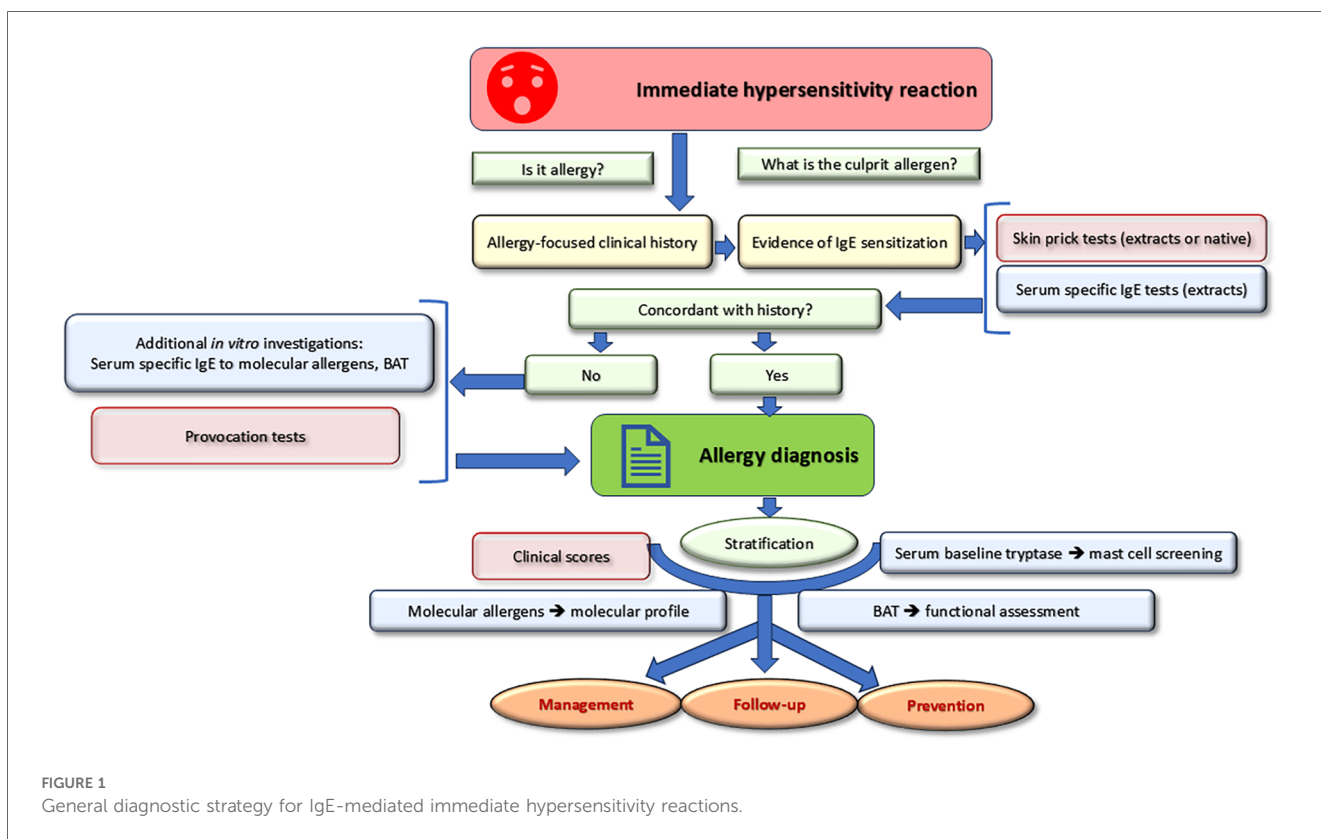 Immediate hypersensitivity reaction
Is it allergy?
What is the culprit allergen?
Allergy-focused clinical history
Evidence of IgE sensitization
Skin prick tests (extracts or native)
Serum specific IgE tests (extracts)
Concordant with history?
Additional in vitro investigations:
Serum specific IgE to molecular allergens, BAT
No
Yes
Provocation tests
Allergy diagnosis
Stratification
Clinical scores
Serum baseline tryptase ➔ mast cell screening
Molecular allergens ➔ molecular profile
BAT ➔ functional assessment
Management
Follow-up
Prevention
FIGURE 1
General diagnostic strategy for IgE-mediated immediate hypersensitivity reactions.